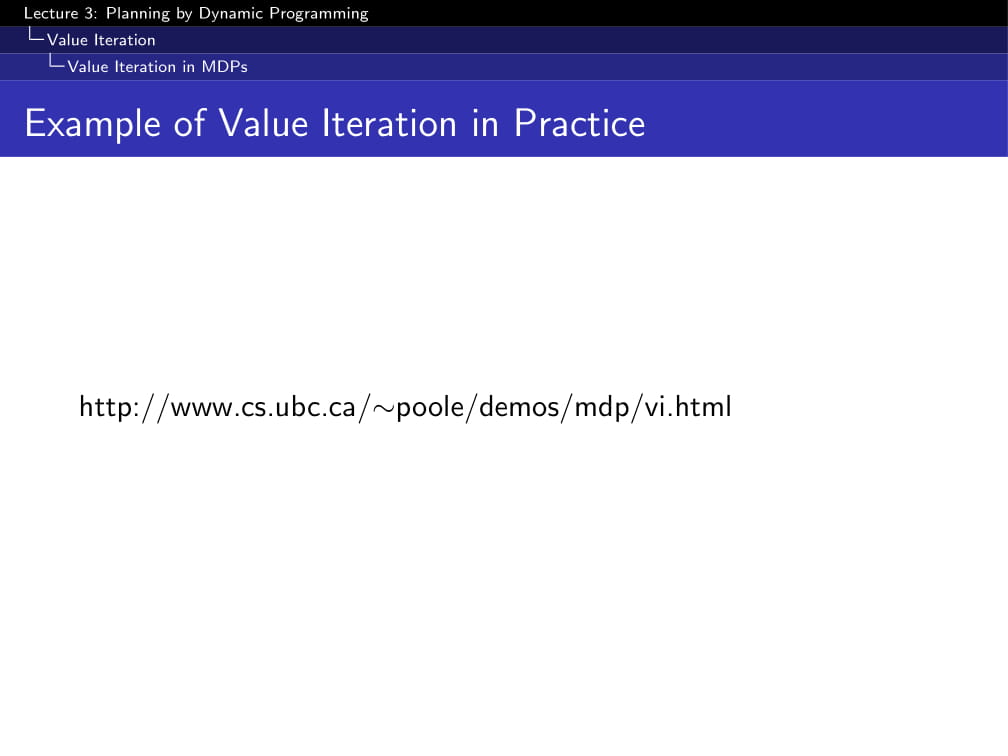 Lecture 3: Planning by Dynamic Programming
Value Iteration
Value Iteration in MDPs
Example of Value Iteration in Practice
http://www.cs.ubc.ca/∼poole/demos/mdp/vi.html